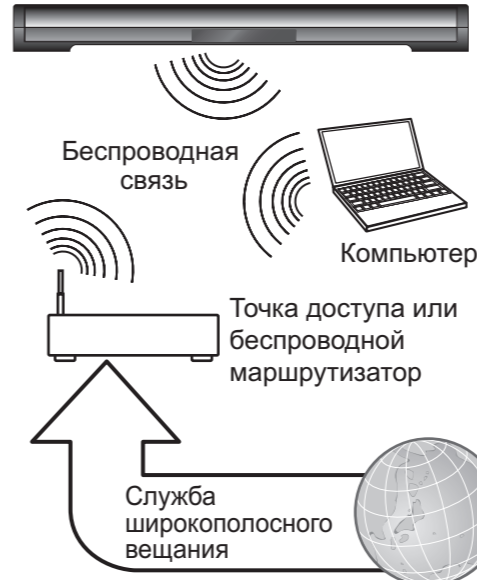 Беспроводная
связь
Компьютер
Точка доступа или
беспроводной
маршрутизатор
Служба
широкополосного
вещания